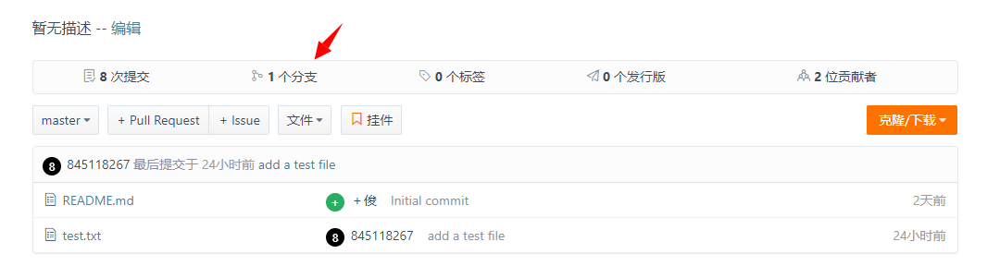 暂无描述 -- 编辑
8 次提交 1 个分支 0 个标签 0 个发行版 2 位贡献者
master + Pull Request + Issue 文件 挂件 克隆/下载
8 845118267 最后提交于 24小时前 add a test file
README.md + +俊 Initial commit 2天前
test.txt 8 845118267 add a test file 24小时前